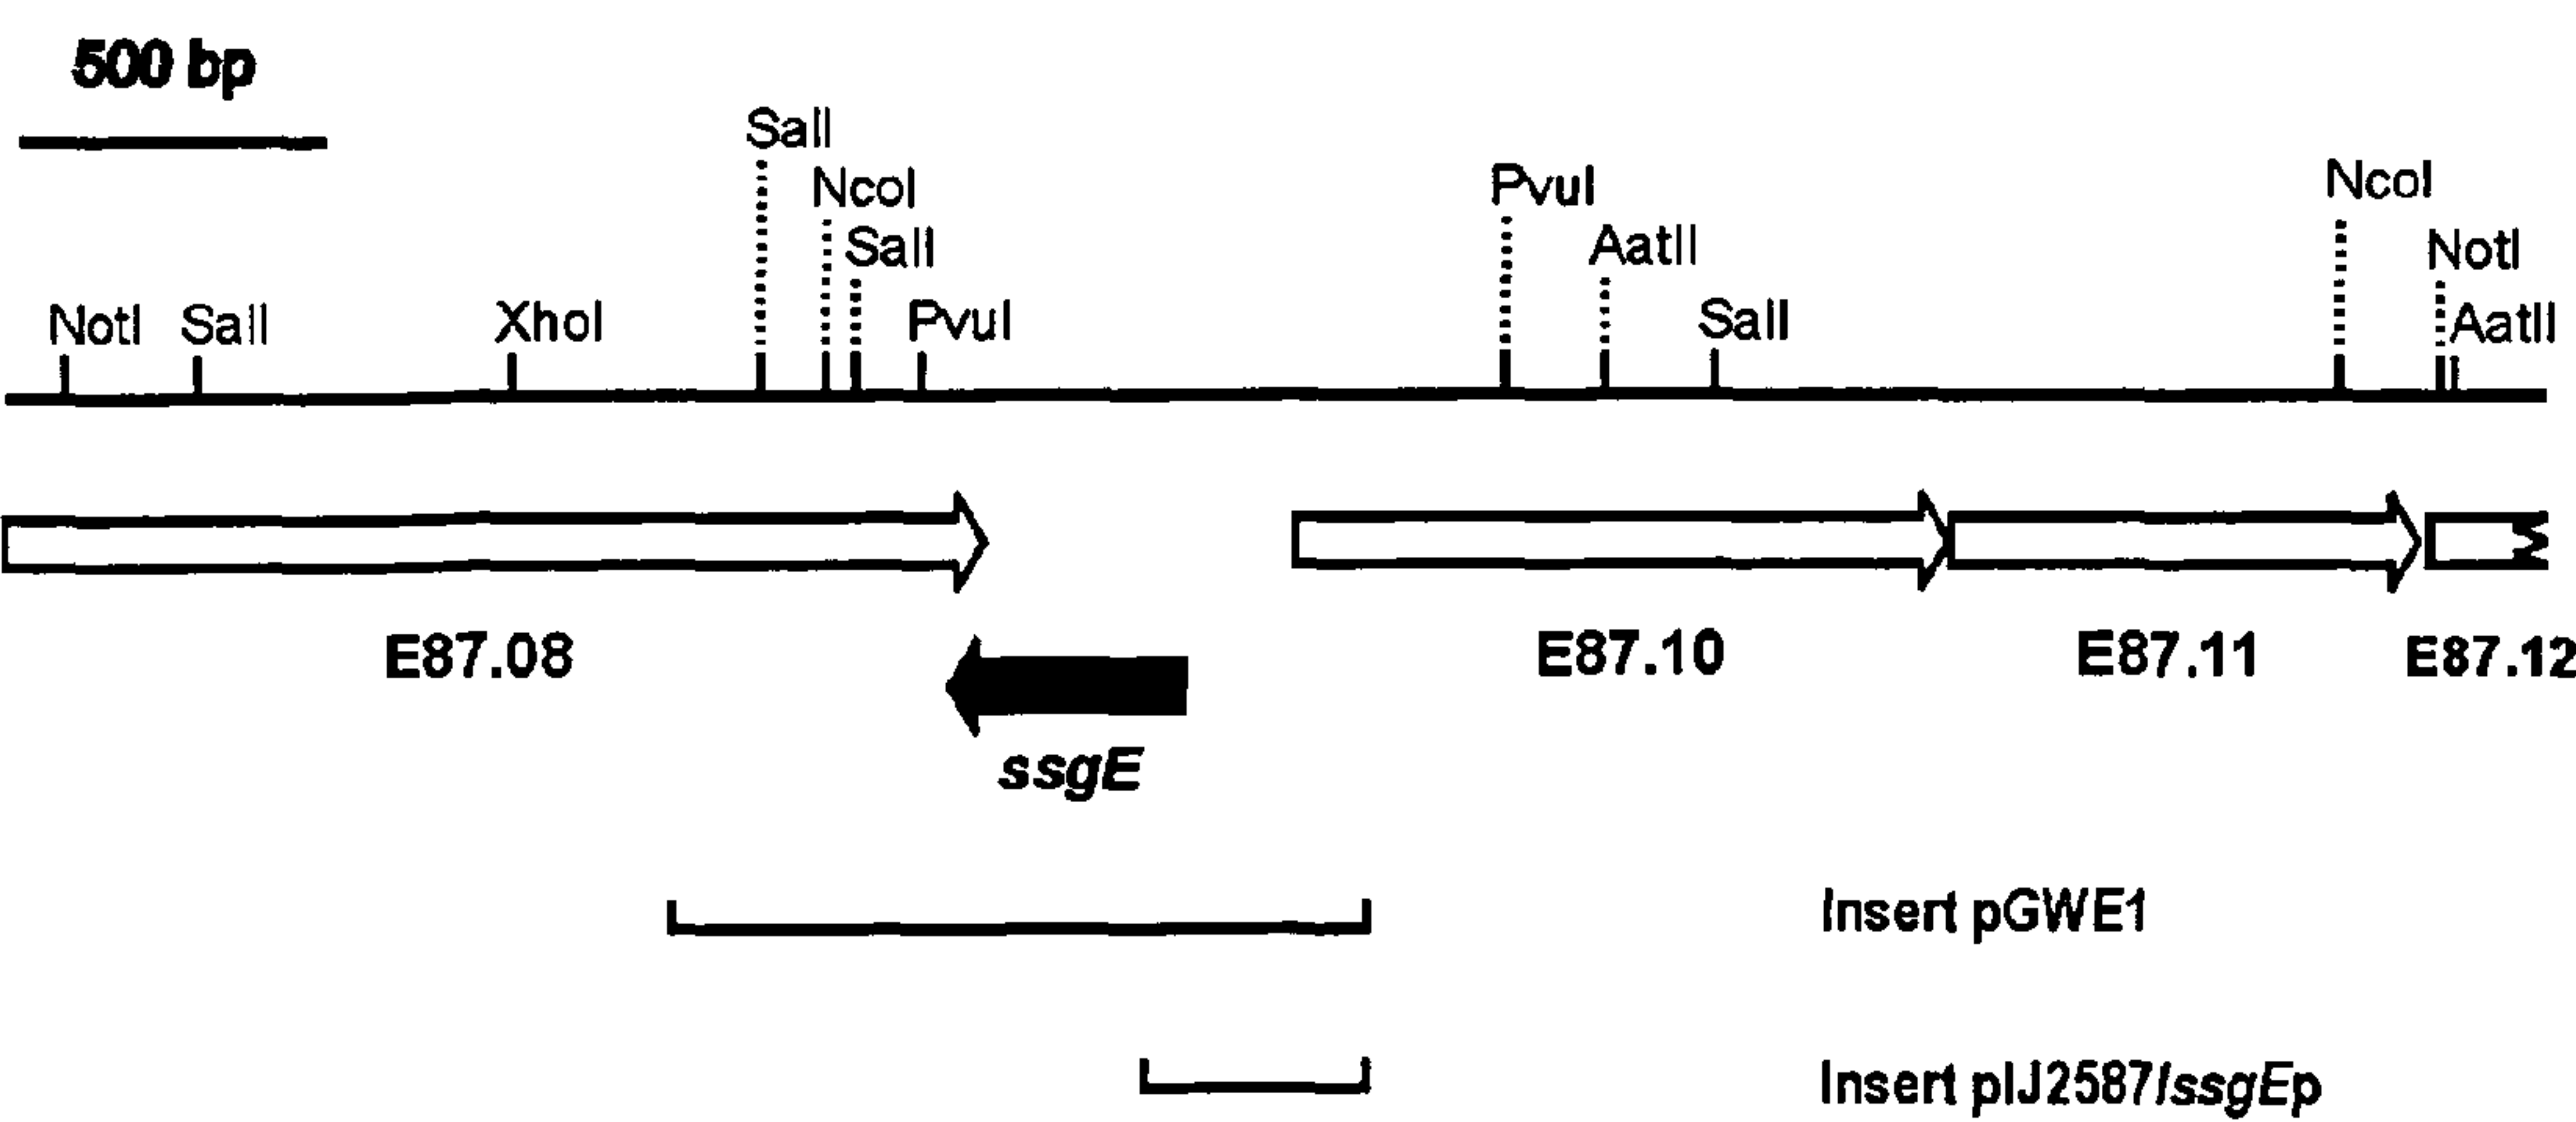 500 bp
SalI
NcoI
SalI
PvuI
AatII
NcoI
NotI
NotI SalI XhoI PvuI SalI AatII
E87.08 E87.10 E87.11 E87.12
ssgE
Insert pGWE1
Insert pIJ2587/ssgEp